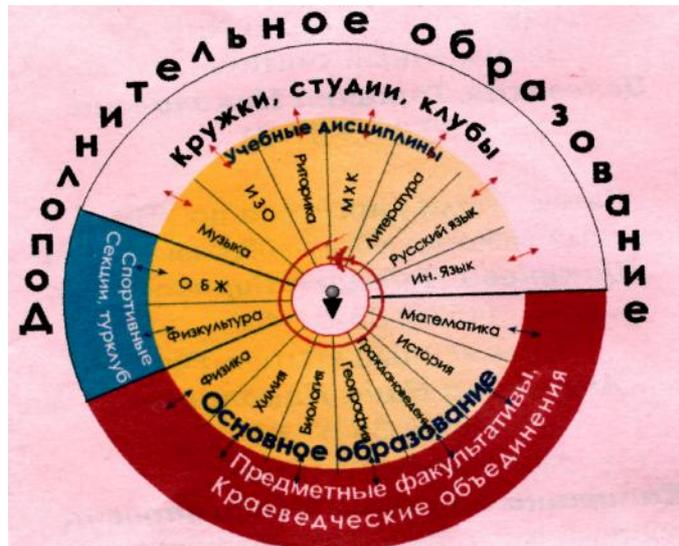 Дополнительное образование
Кружки, студии, клубы
Учебные дисциплины
Музыка
ИЗО
Риторика
МХК
Литература
Русский язык
Ин. Язык
Математика
История
Граждановедение
География
Биология
Химия
Физика
Физкультура
ОБЖ
Спортивные
Секции, турклуб
Основное образование
Предметные факультативы,
Краеведческие объединения